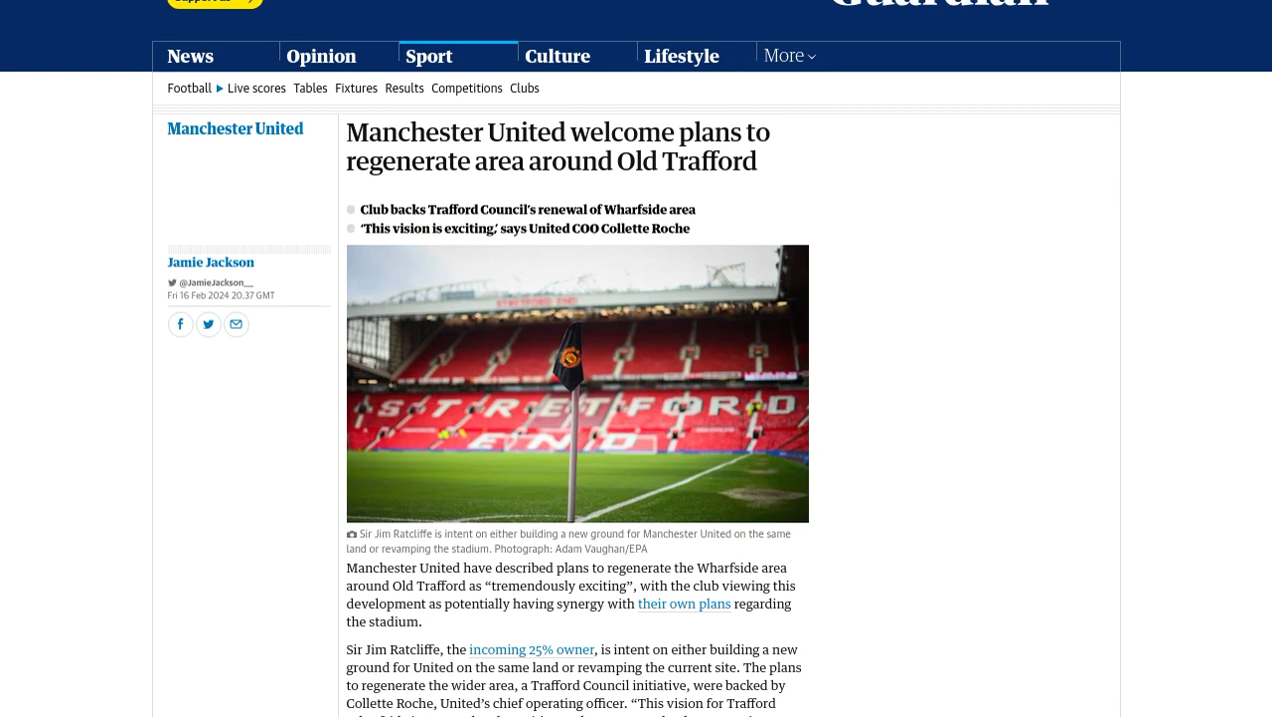 News
Opinion
Sport
Culture
Lifestyle
More
Football
Live scores
Tables
Fixtures
Results
Competitions
Clubs
Manchester United
Manchester United welcome plans to
regenerate area around Old Trafford
Club backs Trafford Council's renewal of Wharfside area
'This vision is exciting,' says United COO Collette Roche
Jamie Jackson
@JamieJackson__
Fri 16 Feb 2024 20.37 GMT
STRETFORD END
STRETFORD
END
Sir Jim Ratcliffe is intent on either building a new ground for Manchester United on the same
land or revamping the stadium. Photograph: Adam Vaughan/EPA
Manchester United have described plans to regenerate the Wharfside area
around Old Trafford as “tremendously exciting”, with the club viewing this
development as potentially having synergy with their own plans regarding
the stadium.
Sir Jim Ratcliffe, the incoming 25% owner, is intent on either building a new
ground for United on the same land or revamping the current site. The plans
to regenerate the wider area, a Trafford Council initiative, were backed by
Collette Roche, United’s chief operating officer. “This vision for Trafford